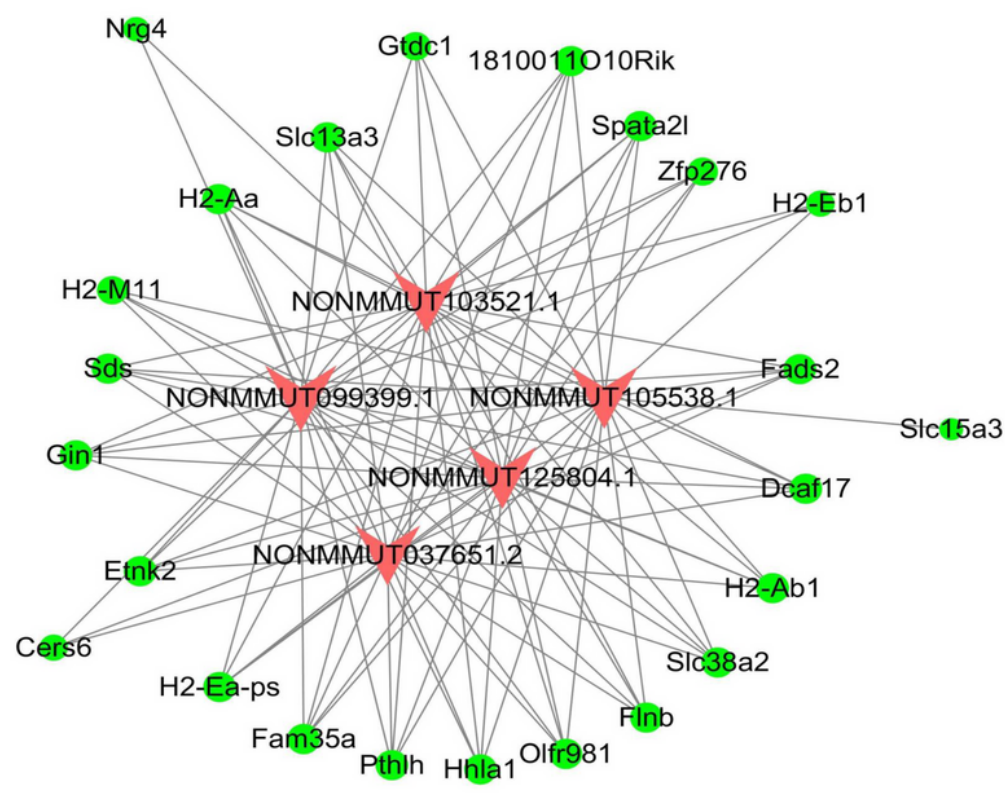 Nrg4
Gtdc1
1810011O10Rik
Slc13a3
Spata2l
Zfp276
H2-Aa
H2-Eb1
H2-M11
NONMMUT103521.1
Sds
Fads2
NONMMUT099399.1
NONMMUT105538.1
Slc15a3
Gin1
NONMMUT125804.1
Dcaf17
NONMMUT037651.2
Etnk2
H2-Ab1
Cers6
Slc38a2
H2-Ea-ps
Flnb
Fam35a
Pthlh
Hhla1
Olfr981